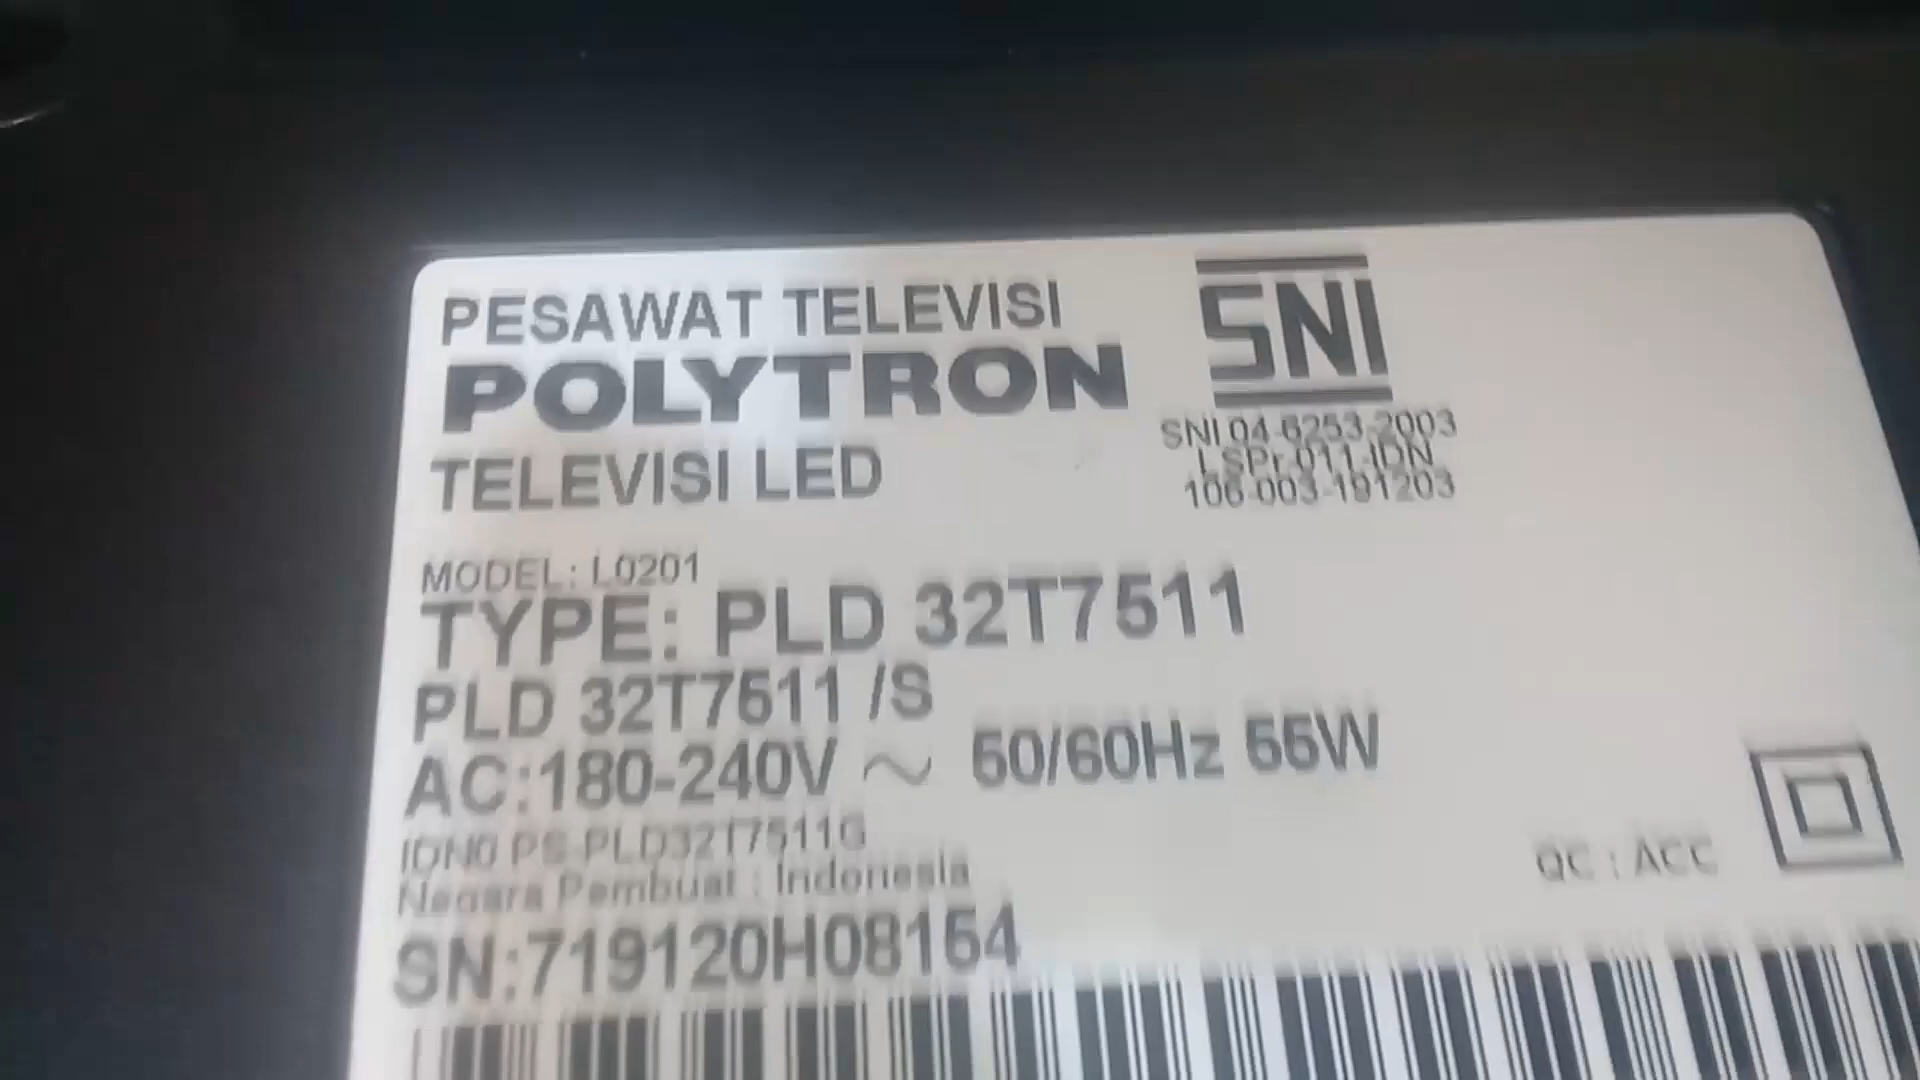 PESAWAT TELEVISI
POLYTRON
TELEVISI LED
SNI
SNI 04-6253-2003
LSPr-011-IDN
106-003-191203
MODEL: L0201
TYPE: PLD 32T7511
PLD 32T7511 /S
AC:180-240V ~ 50/60Hz 55W
IDN0 PS-PLD32T7511G
Negara Pembuat : Indonesia
QC : ACC
SN:719120H08154